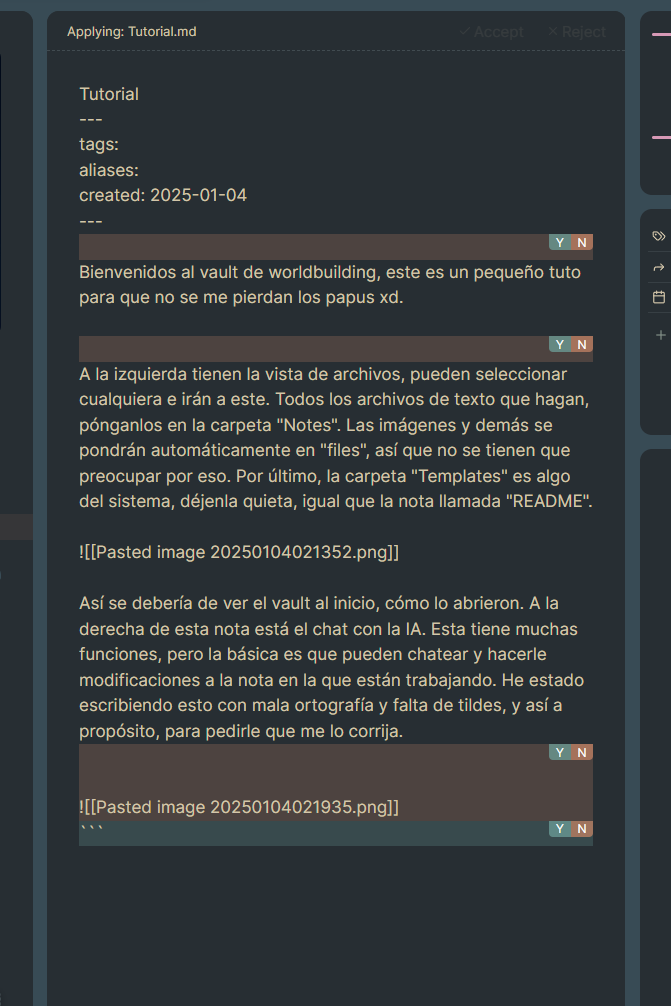 Applying: Tutorial.md
✓ Accept
× Reject
Tutorial
---
tags:
aliases:
created: 2025-01-04
---
Y N
Bienvenidos al vault de worldbuilding, este es un pequeño tuto
para que no se me pierdan los papus xd.
Y N
A la izquierda tienen la vista de archivos, pueden seleccionar
cualquiera e irán a este. Todos los archivos de texto que hagan,
pónganlos en la carpeta "Notes". Las imágenes y demás se
pondrán automáticamente en "files", así que no se tienen que
preocupar por eso. Por último, la carpeta "Templates" es algo
del sistema, déjenla quieta, igual que la nota llamada "README".
![[Pasted image 20250104021352.png]]
Así se debería de ver el vault al inicio, cómo lo abrieron. A la
derecha de esta nota está el chat con la IA. Esta tiene muchas
funciones, pero la básica es que pueden chatear y hacerle
modificaciones a la nota en la que están trabajando. He estado
escribiendo esto con mala ortografía y falta de tildes, y así a
propósito, para pedirle que me lo corrija.
Y N
![[Pasted image 20250104021935.png]]
```
Y N